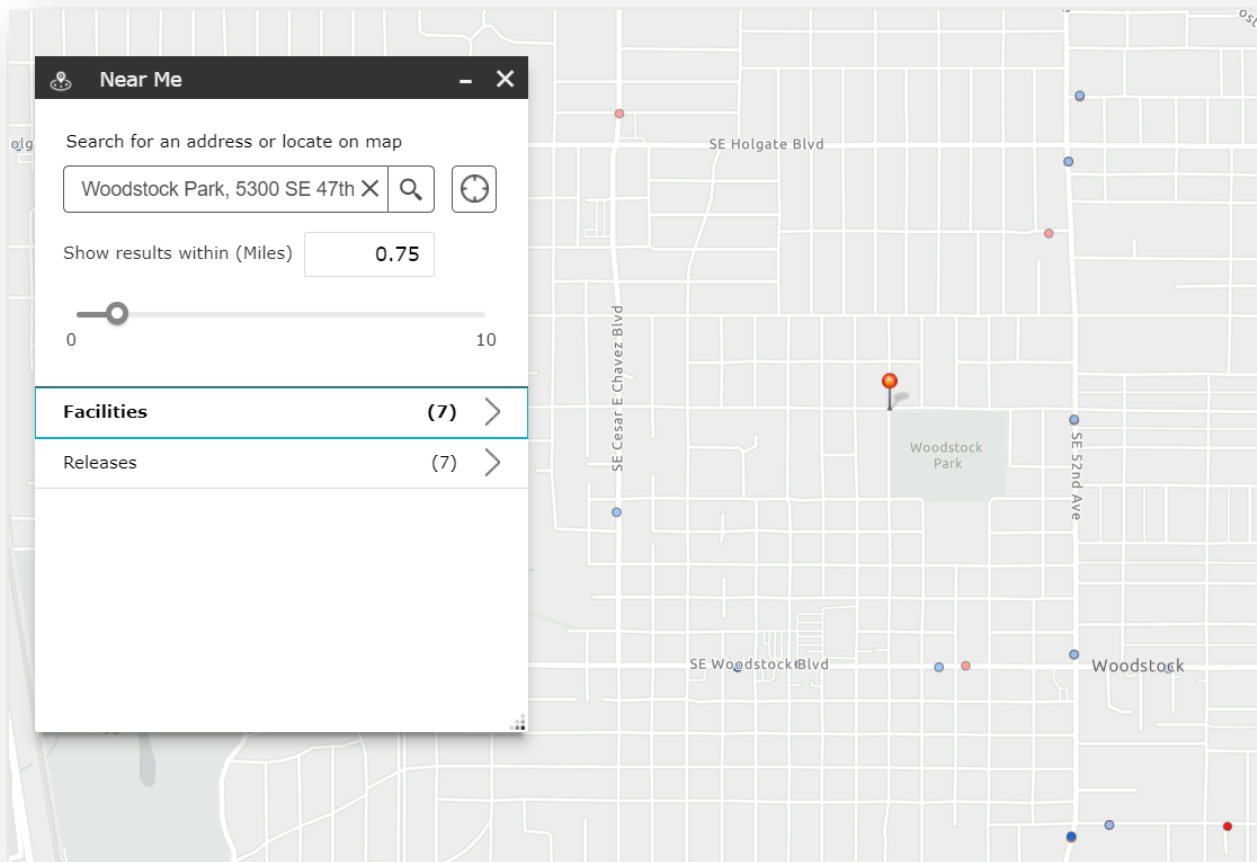 Near Me
Search for an address or locate on map
Woodstock Park, 5300 SE 47th
Show results within (Miles)
0.75
0
10
Facilities
(7)
Releases
(7)
SE Holgate Blvd
SE Cesar E Chavez Blvd
Woodstock
Park
SE 52nd Ave
SE Woodstock Blvd
Woodstock